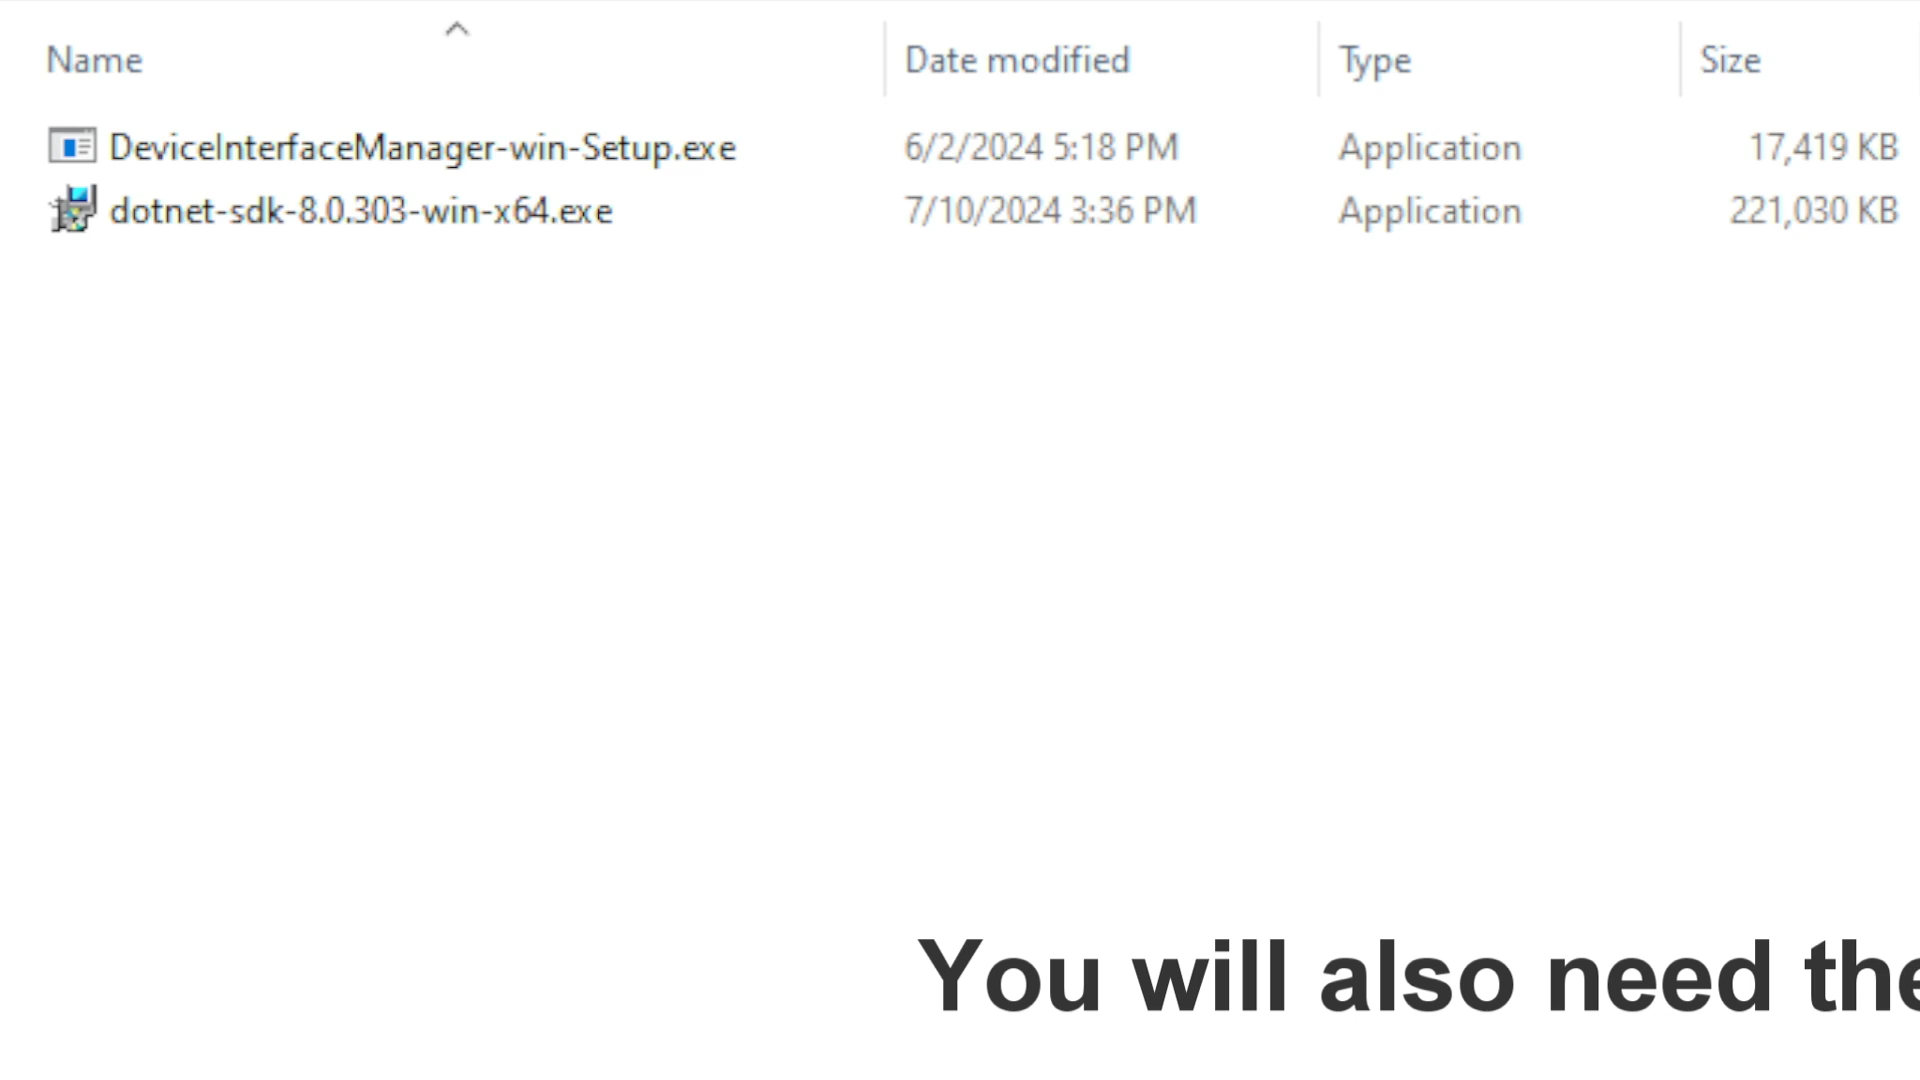 Name Date modified Type Size
DeviceInterfaceManager-win-Setup.exe 6/2/2024 5:18 PM Application 17,419 KB
dotnet-sdk-8.0.303-win-x64.exe 7/10/2024 3:36 PM Application 221,030 KB
You will also need the